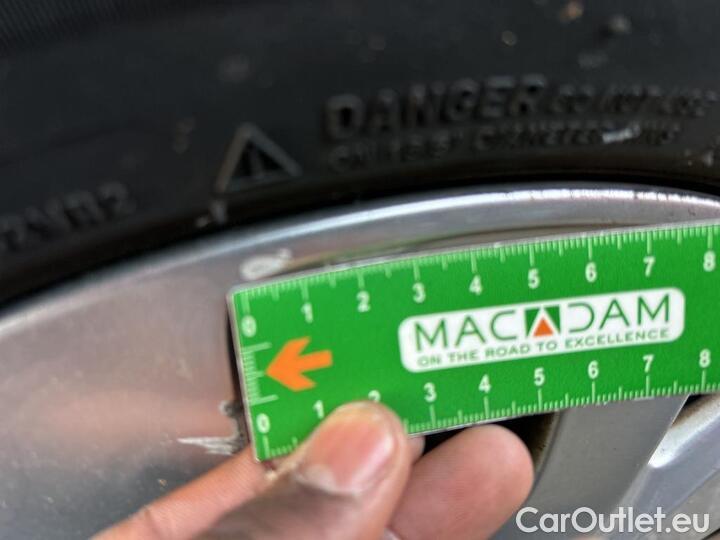 DANGER
0 1 2 3 4 5 6 7 8
MACADAM
ON THE ROAD TO EXCELLENCE
0 1 2 3 4 5 6 7 8
CarOutlet.eu